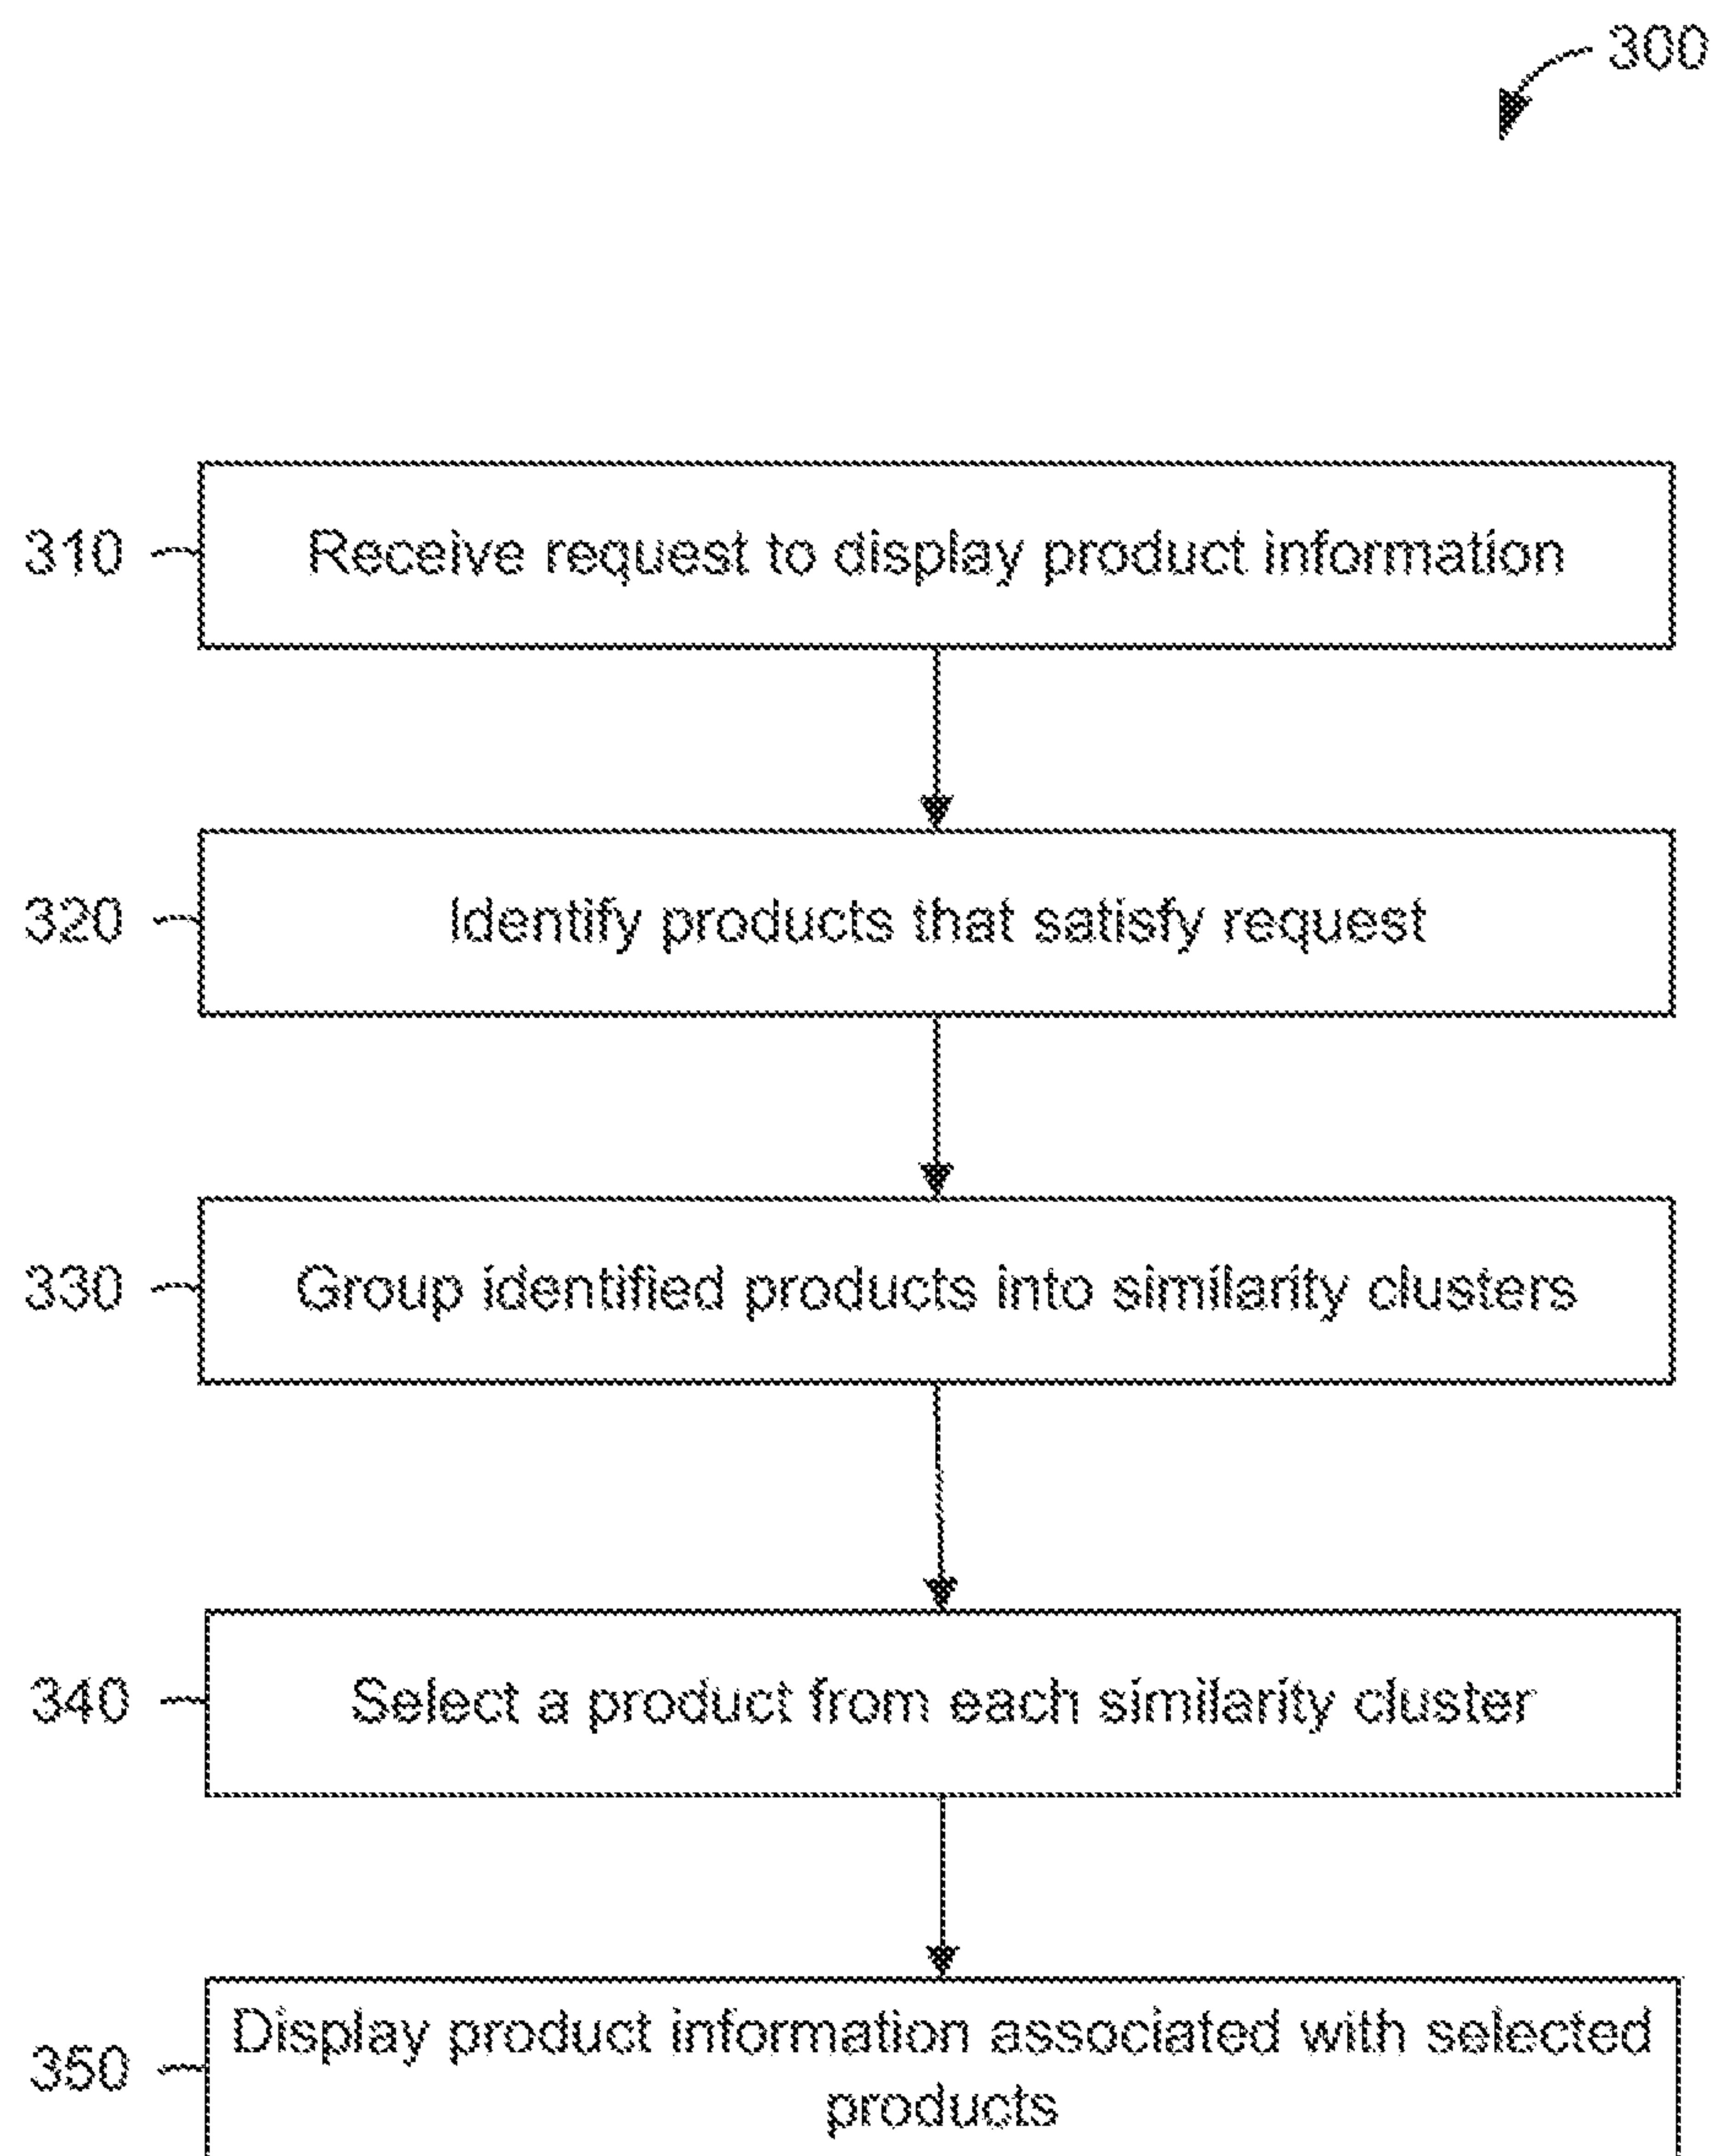 300
310
Receive request to display product information
320
Identify products that satisfy request
330
Group identified products into similarity clusters
340
Select a product from each similarity cluster
350
Display product information associated with selected
products